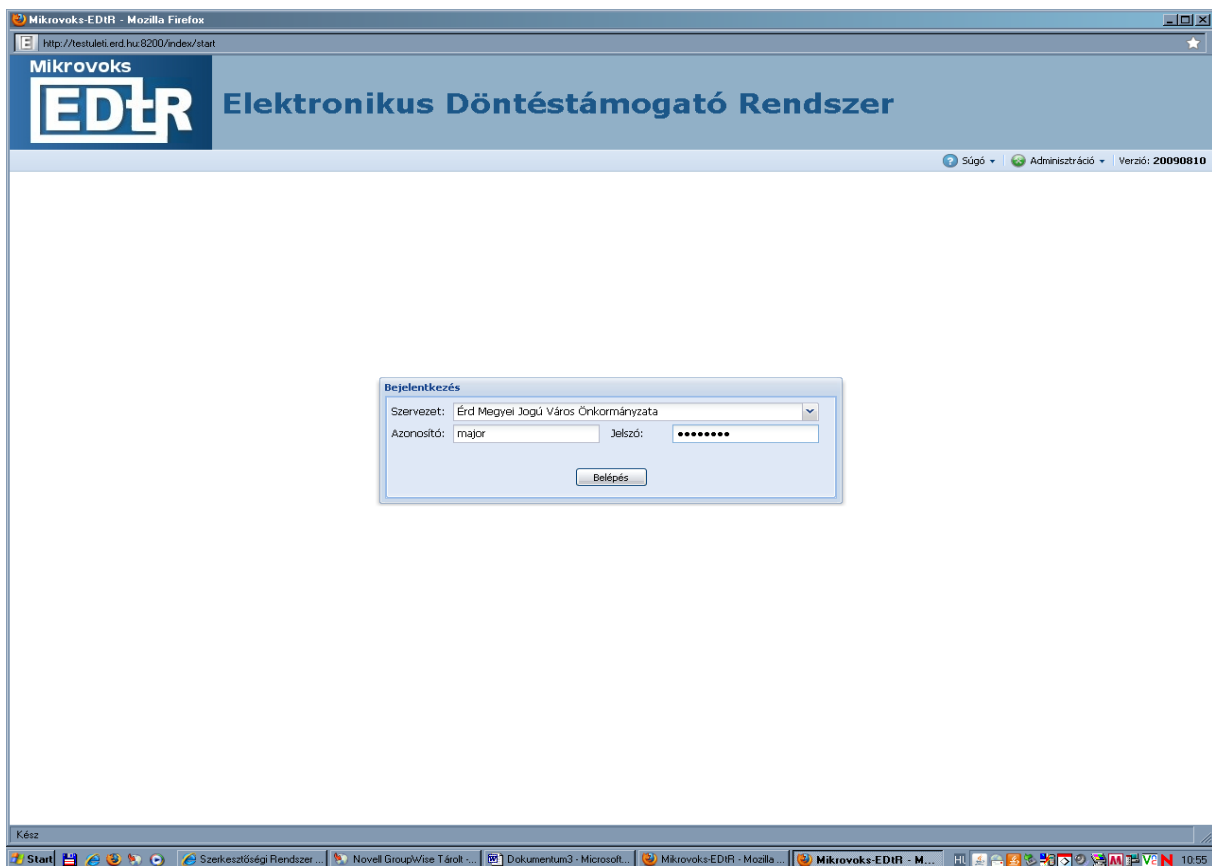 Mikrovoks-EDtR - Mozilla Firefox
http://testuleti.erd.hu:8200/index/start
Mikrovoks
EDtR
Elektronikus Döntéstámogató Rendszer
Súgó Adminisztráció Verzió: 20090810
Bejelentkezés
Szervezet: Érd Megyei Jogú Város Önkormányzata
Azonosító: major Jelszó: ••••••••
Belépés
Kész
Start Szerkesztőségi Rendszer ... Novell GroupWise Tárolt -... Dokumentum3 - Microsoft... Mikrovoks-EDtR - Mozilla ... Mikrovoks-EDtR - M... HU 10:55